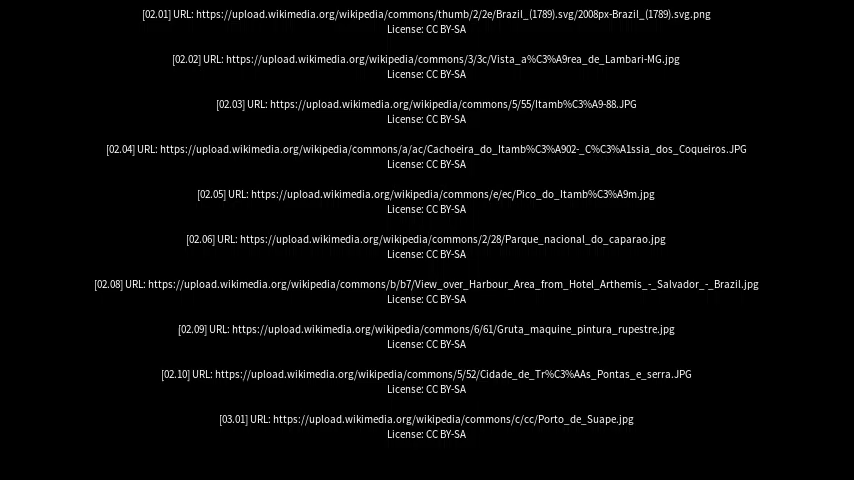 [02.01] URL: https://upload.wikimedia.org/wikipedia/commons/thumb/2/2e/Brazil_(1789).svg/2008px-Brazil_(1789).svg.png
License: CC BY-SA
[02.02] URL: https://upload.wikimedia.org/wikipedia/commons/3/3c/Vista_a%C3%A9rea_de_Lambari-MG.jpg
License: CC BY-SA
[02.03] URL: https://upload.wikimedia.org/wikipedia/commons/5/55/Itamb%C3%A9-88.JPG
License: CC BY-SA
[02.04] URL: https://upload.wikimedia.org/wikipedia/commons/a/ac/Cachoeira_do_Itamb%C3%A902-_C%C3%A1ssia_dos_Coqueiros.JPG
License: CC BY-SA
[02.05] URL: https://upload.wikimedia.org/wikipedia/commons/e/ec/Pico_do_Itamb%C3%A9m.jpg
License: CC BY-SA
[02.06] URL: https://upload.wikimedia.org/wikipedia/commons/2/28/Parque_nacional_do_caparao.jpg
License: CC BY-SA
[02.08] URL: https://upload.wikimedia.org/wikipedia/commons/b/b7/View_over_Harbour_Area_from_Hotel_Arthemis_-_Salvador_-_Brazil.jpg
License: CC BY-SA
[02.09] URL: https://upload.wikimedia.org/wikipedia/commons/6/61/Gruta_maquine_pintura_rupestre.jpg
License: CC BY-SA
[02.10] URL: https://upload.wikimedia.org/wikipedia/commons/5/52/Cidade_de_Tr%C3%AAs_Pontas_e_serra.JPG
License: CC BY-SA
[03.01] URL: https://upload.wikimedia.org/wikipedia/commons/c/cc/Porto_de_Suape.jpg
License: CC BY-SA